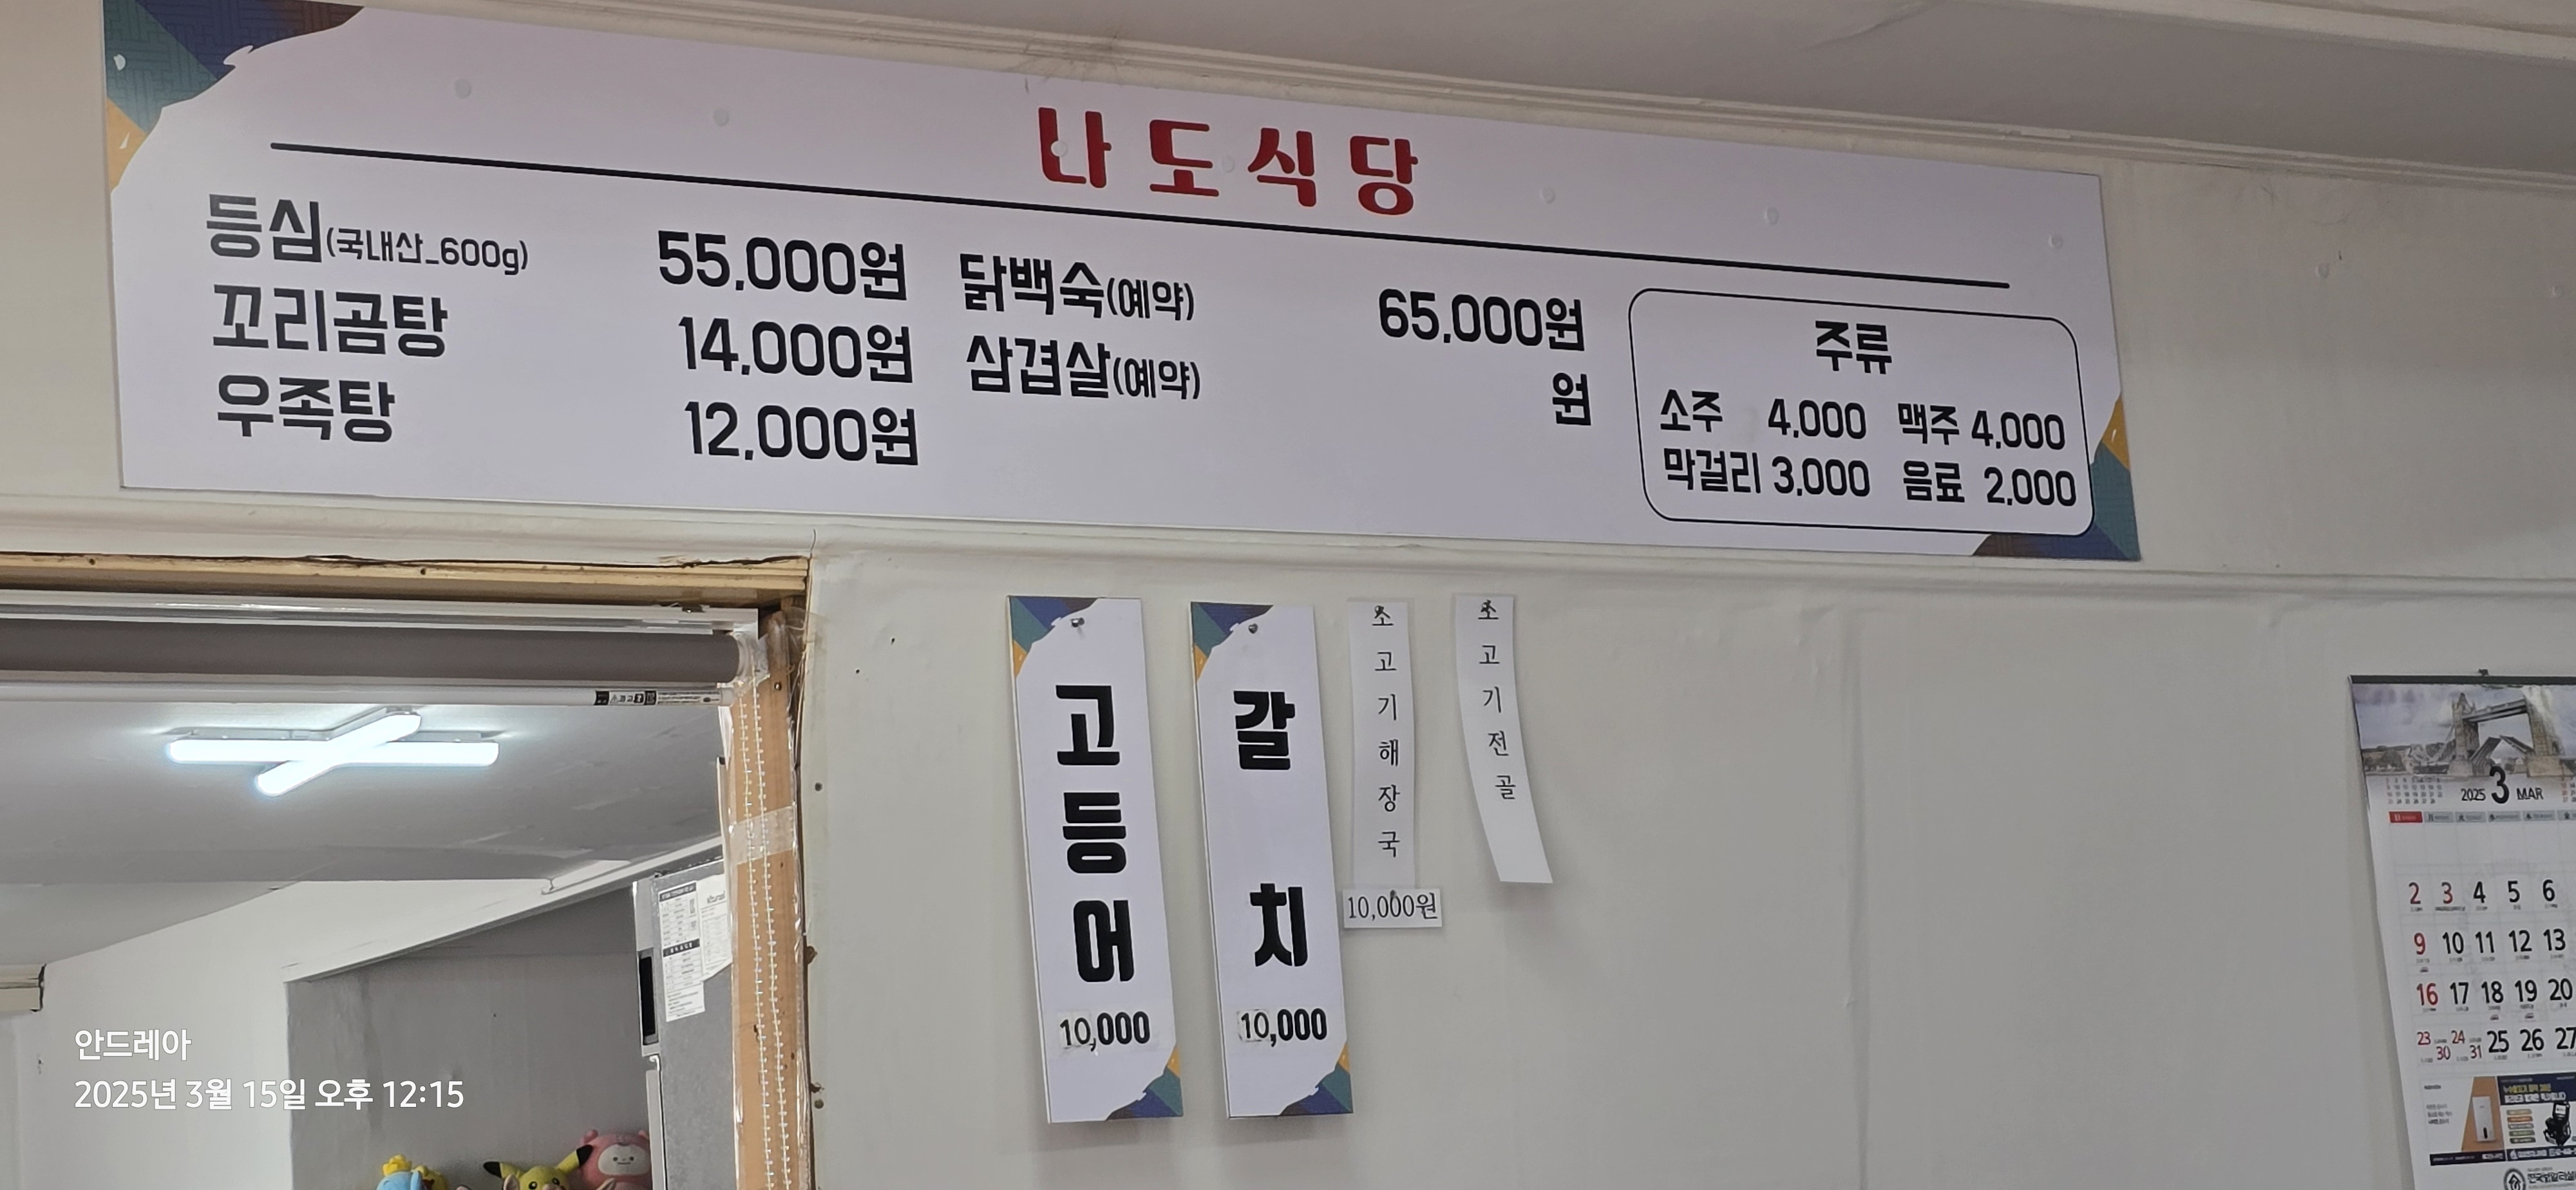 나도식당
등심(국내산_600g) 55,000원
꼬리곰탕 14,000원
우족탕 12,000원
닭백숙(예약) 65,000원
삼겹살(예약) 원
주류
소주 4,000 맥주 4,000
막걸리 3,000 음료 2,000
고등어
10,000
갈치
10,000
소고기해장국
10,000원
소고기전골
2025 3 MAR
2 3 4 5 6
9 10 11 12 13
16 17 18 19 20
23 30 24 31 25 26 27
안드레아
2025년 3월 15일 오후 12:15